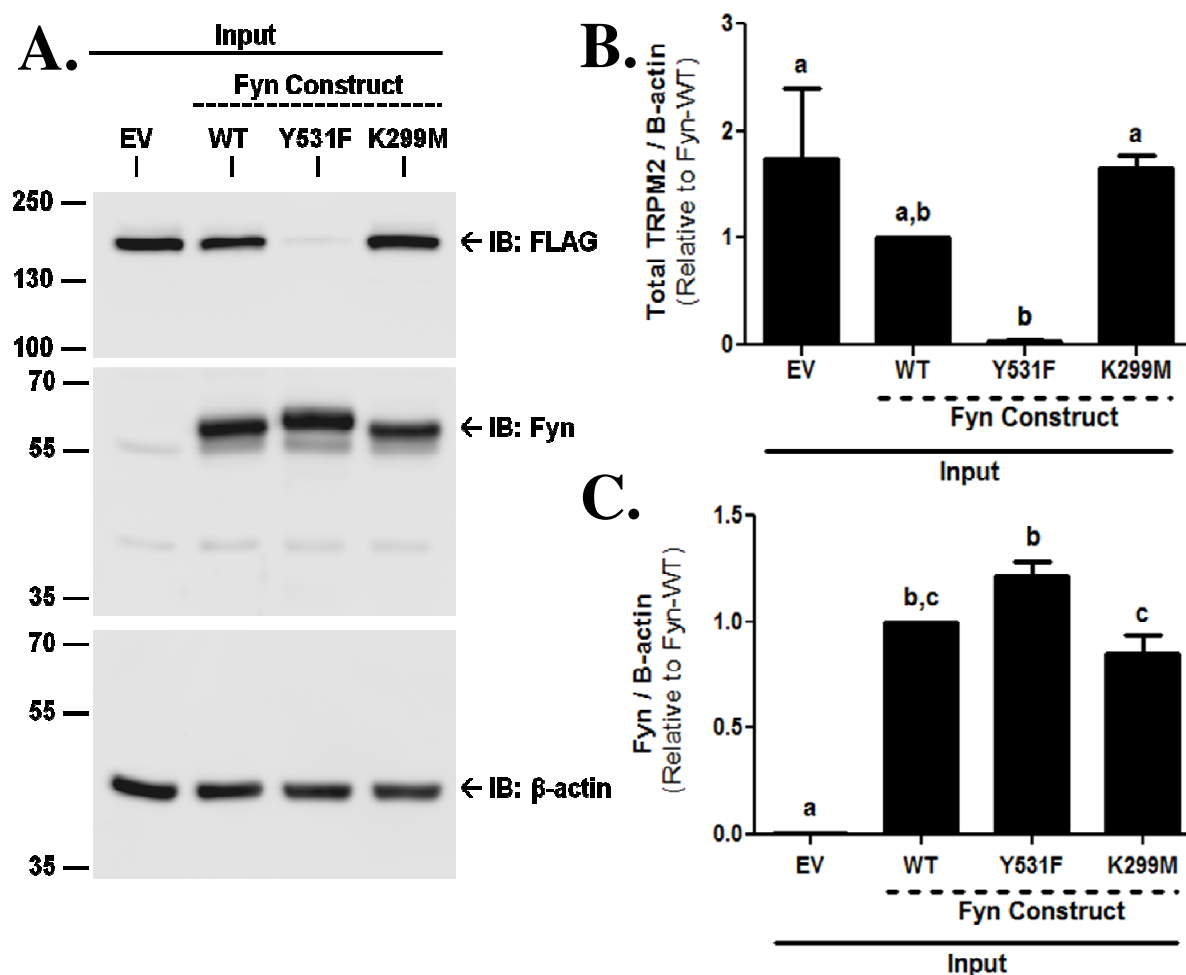 A.
Input
Fyn Construct
EV WT Y531F K299M
250
130
100
← IB: FLAG
70
55
35
← IB: Fyn
70
55
35
← IB: β-actin
B.
Total TRPM2 / B-actin
(Relative to Fyn-WT)
3
2
1
0
a
a,b
b
a
EV WT Y531F K299M
Fyn Construct
Input
C.
Fyn / B-actin
(Relative to Fyn-WT)
1.5
1.0
0.5
0.0
a
b,c
b
c
EV WT Y531F K299M
Fyn Construct
Input